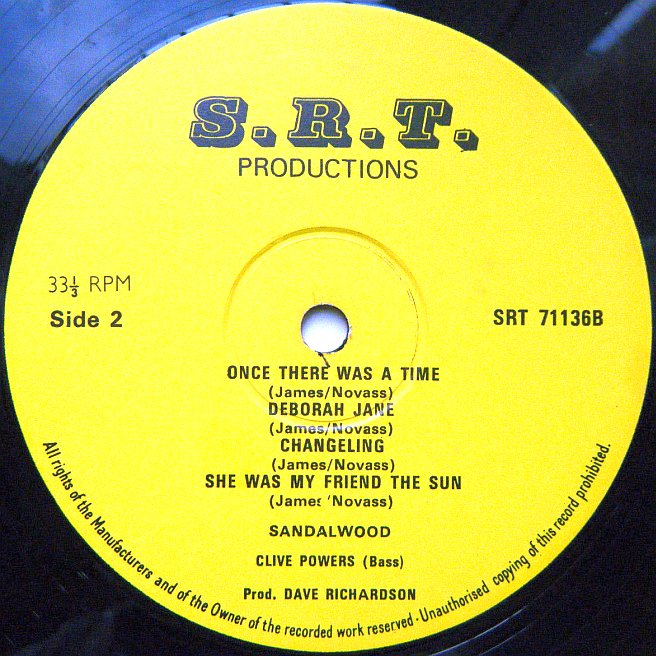 S.R.T.
PRODUCTIONS
33⅓ RPM
Side 2
SRT 71136B
ONCE THERE WAS A TIME
(James/Novass)
DEBORAH JANE
(James/Novass)
CHANGELING
(James/Novass)
SHE WAS MY FRIEND THE SUN
(James 'Novass)
SANDALWOOD
CLIVE POWERS (Bass)
Prod. DAVE RICHARDSON
All rights of the Manufacturers and of the Owner of the recorded work reserved - Unauthorised copying of this record prohibited.